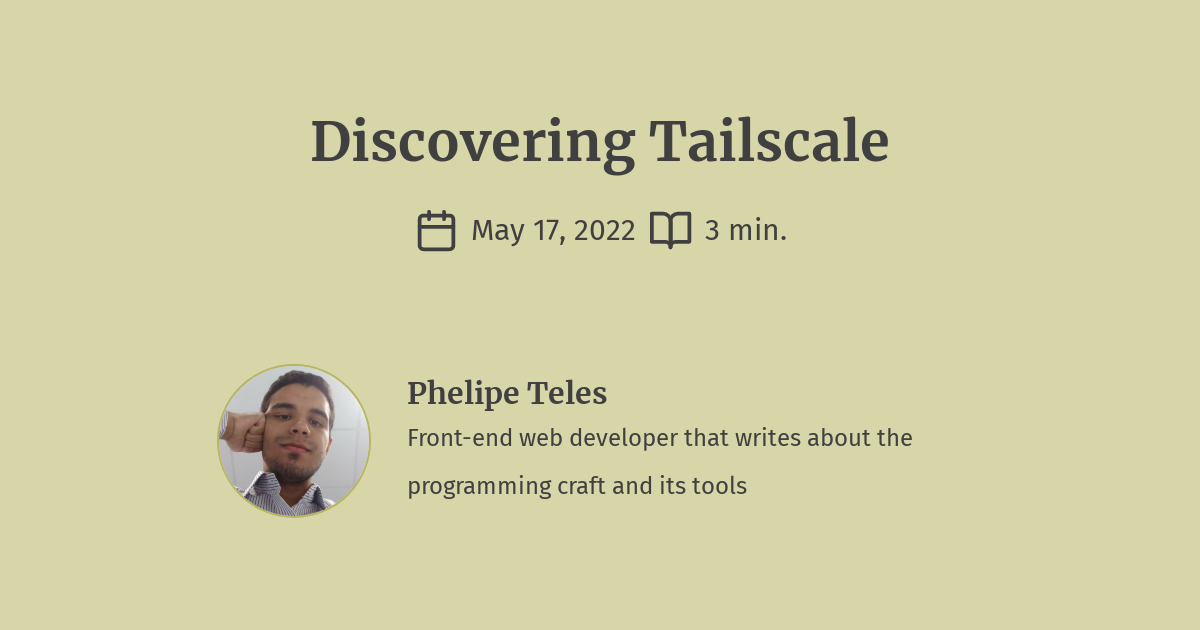 Discovering Tailscale
May 17, 2022 3 min.
Phelipe Teles
Front-end web developer that writes about the
programming craft and its tools